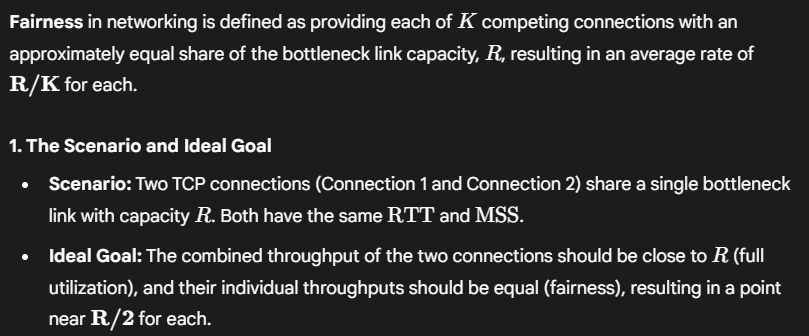 Fairness in networking is defined as providing each of K competing connections with an
approximately equal share of the bottleneck link capacity, R, resulting in an average rate of
R/K for each.
1. The Scenario and Ideal Goal
• Scenario: Two TCP connections (Connection 1 and Connection 2) share a single bottleneck
link with capacity R. Both have the same RTT and MSS.
• Ideal Goal: The combined throughput of the two connections should be close to R (full
utilization), and their individual throughputs should be equal (fairness), resulting in a point
near R/2 for each.